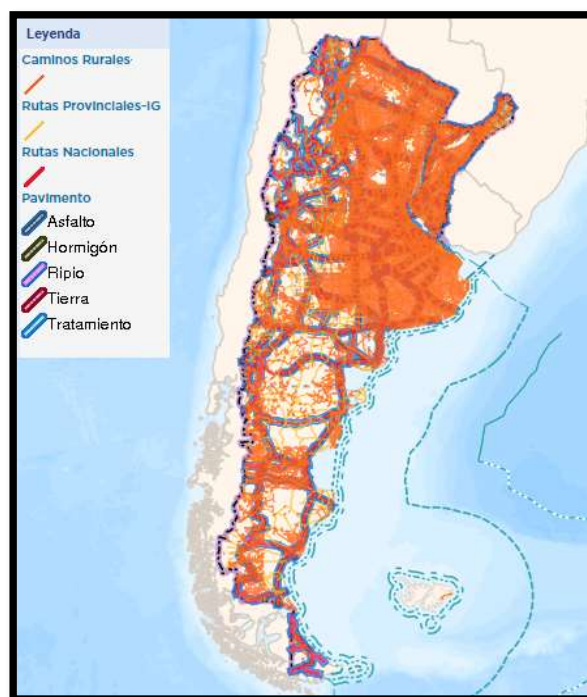 Leyenda
Caminos Rurales
Rutas Provinciales-IG
Rutas Nacionales
Pavimento
Asfalto
Hormigón
Ripio
Tierra
Tratamiento